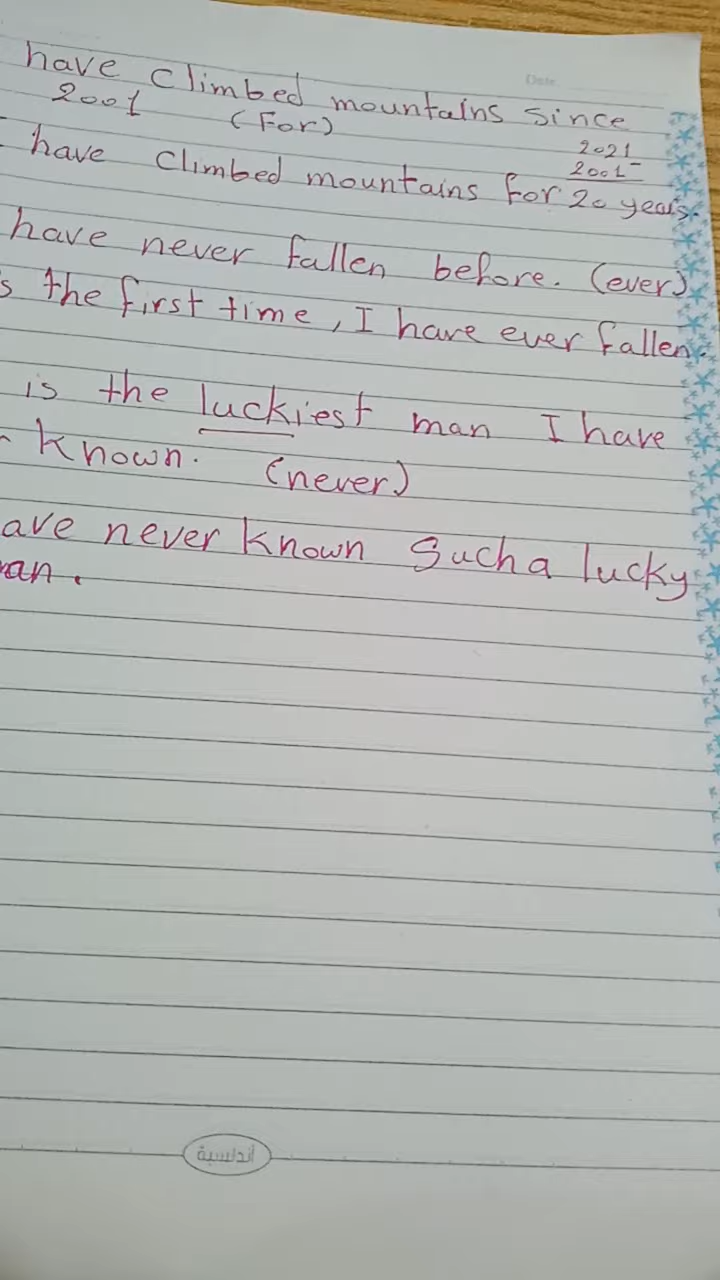 have climbed mountains since
2001 (For)
2021
2001 -
have climbed mountains for 20 years.
have never fallen before. (ever)
s the first time, I have ever fallen.
is the luckiest man I have
known. (never)
ave never known such a lucky
an.
Date
أندلسية